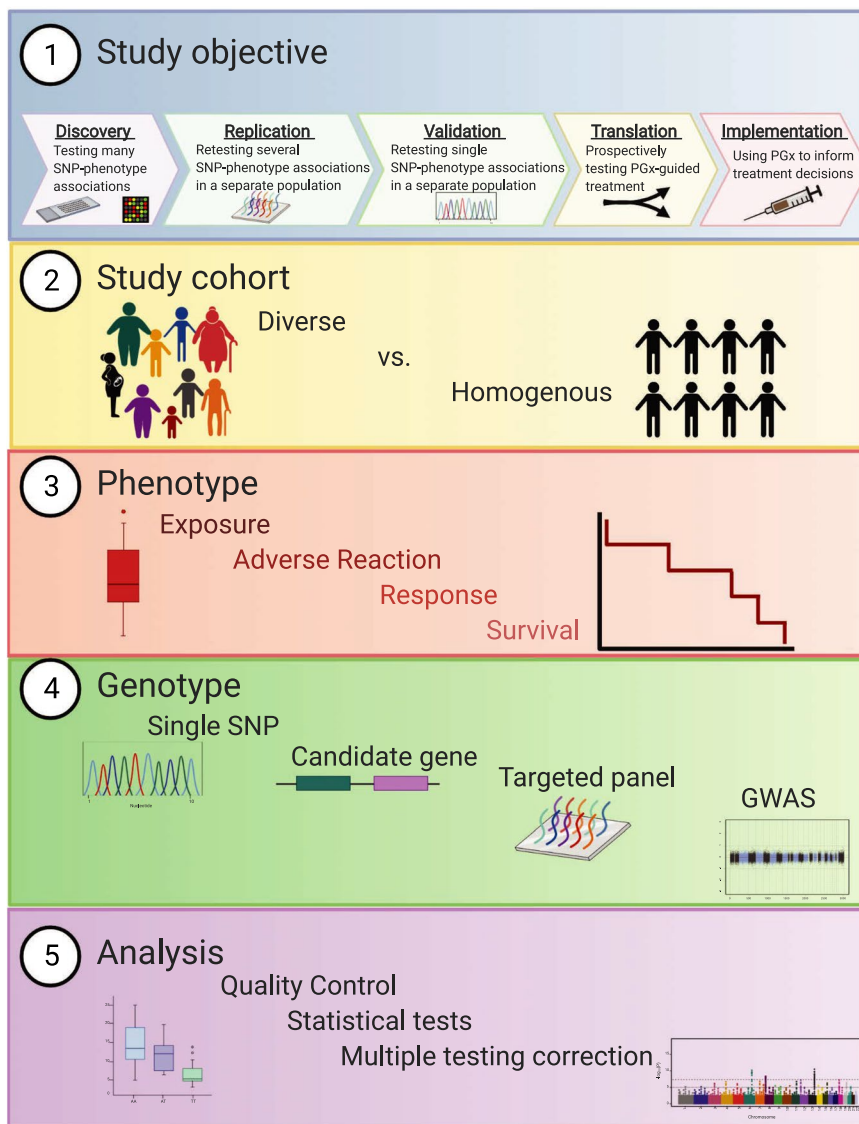 1 Study objective
Discovery
Testing many
SNP-phenotype
associations
Replication
Retesting several
SNP-phenotype associations
in a separate population
Validation
Retesting single
SNP-phenotype associations
in a separate population
Translation
Prospectively
testing PGx-guided
treatment
Implementation
Using PGx to inform
treatment decisions
2 Study cohort
Diverse
vs.
Homogenous
3 Phenotype
Exposure
Adverse Reaction
Response
Survival
4 Genotype
Single SNP
1 10
Nucleotide
Candidate gene
Targeted panel
GWAS
5 Analysis
Quality Control
Statistical tests
Multiple testing correction
AA AT TT
Chromosome